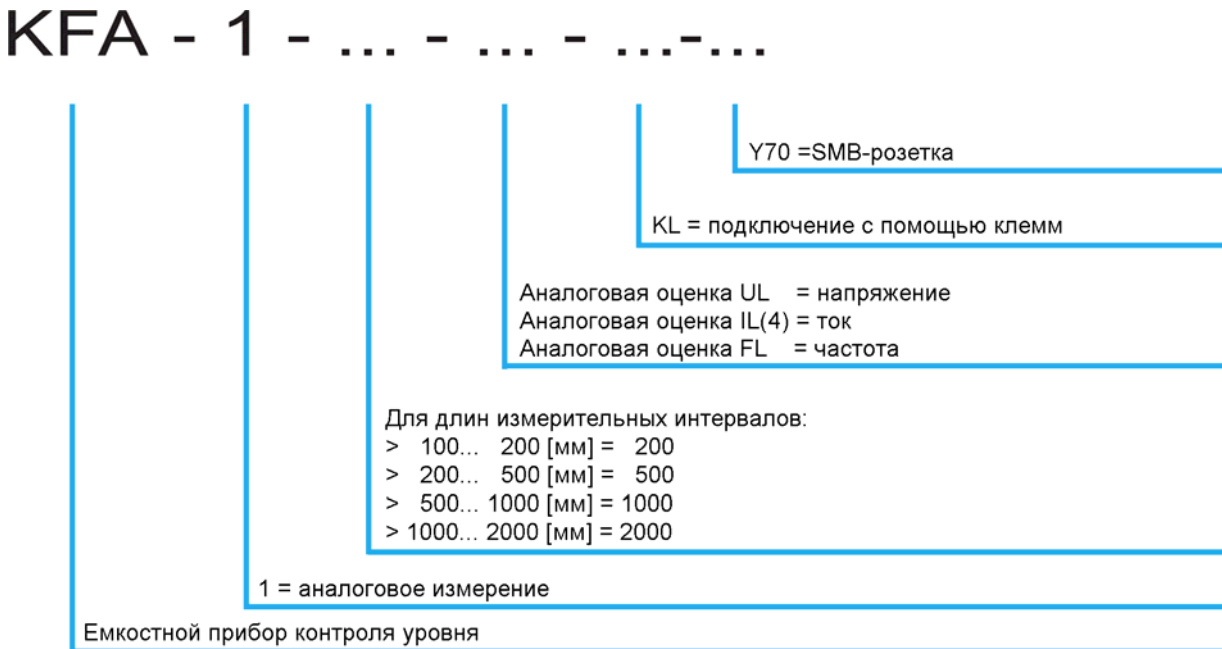 KFA - 1 - ... - ... - ...-...
Y70 =SMB-розетка
KL = подключение с помощью клемм
Аналоговая оценка UL = напряжение
Аналоговая оценка IL(4) = ток
Аналоговая оценка FL = частота
Для длин измерительных интервалов:
> 100... 200 [мм] = 200
> 200... 500 [мм] = 500
> 500... 1000 [мм] = 1000
> 1000... 2000 [мм] = 2000
1 = аналоговое измерение
Емкостной прибор контроля уровня